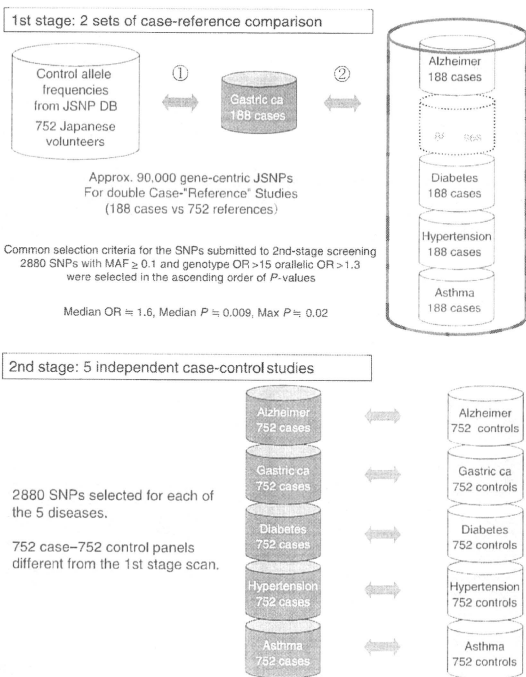 1st stage: 2 sets of case-reference comparison
Control allele
frequencies
from JSNP DB
752 Japanese
volunteers
①
Gastric ca
188 cases
②
Alzheimer
188 cases
Diabetes
188 cases
Hypertension
188 cases
Asthma
188 cases
Approx. 90,000 gene-centric JSNPs
For double Case-"Reference" Studies
(188 cases vs 752 references)
Common selection criteria for the SNPs submitted to 2nd-stage screening
2880 SNPs with MAF ≥ 0.1 and genotype OR >15 orallelic OR >1.3
were selected in the ascending order of P-values
Median OR ≒ 1.6, Median P ≒ 0.009, Max P ≒ 0.02
2nd stage: 5 independent case-control studies
2880 SNPs selected for each of
the 5 diseases.
752 case–752 control panels
different from the 1st stage scan.
Alzheimer
752 cases
Alzheimer
752 controls
Gastric ca
752 cases
Gastric ca
752 controls
Diabetes
752 cases
Diabetes
752 controls
Hypertension
752 cases
Hypertension
752 controls
Asthma
752 cases
Asthma
752 controls